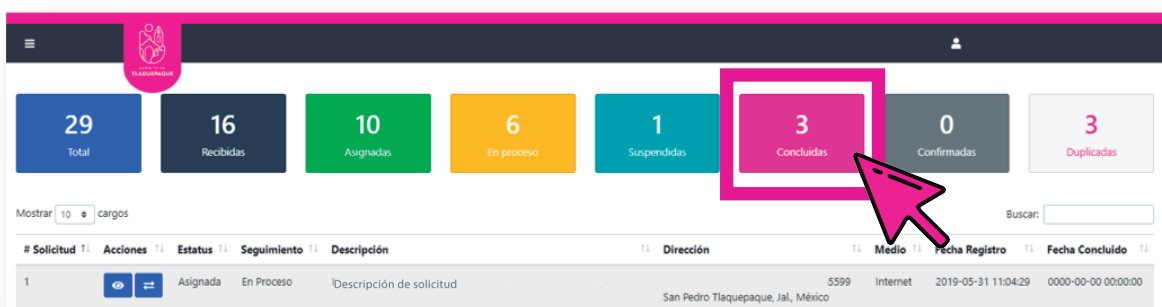 TLAQUEPAQUE
29 16 10 6 1 3 0 3
Total Recibidas Asignadas En proceso Suspendidas Concluidas Confirmadas Duplicadas
Mostrar 10 cargos Buscar:
# Solicitud Acciones Estatus Seguimiento Descripción Dirección Medio Fecha Registro Fecha Concluido
1 Asignada En Proceso Descripción de solicitud 5599 Internet 2019-05-31 11:04:29 0000-00-00 00:00:00
San Pedro Tlaquepaque, Jal., México